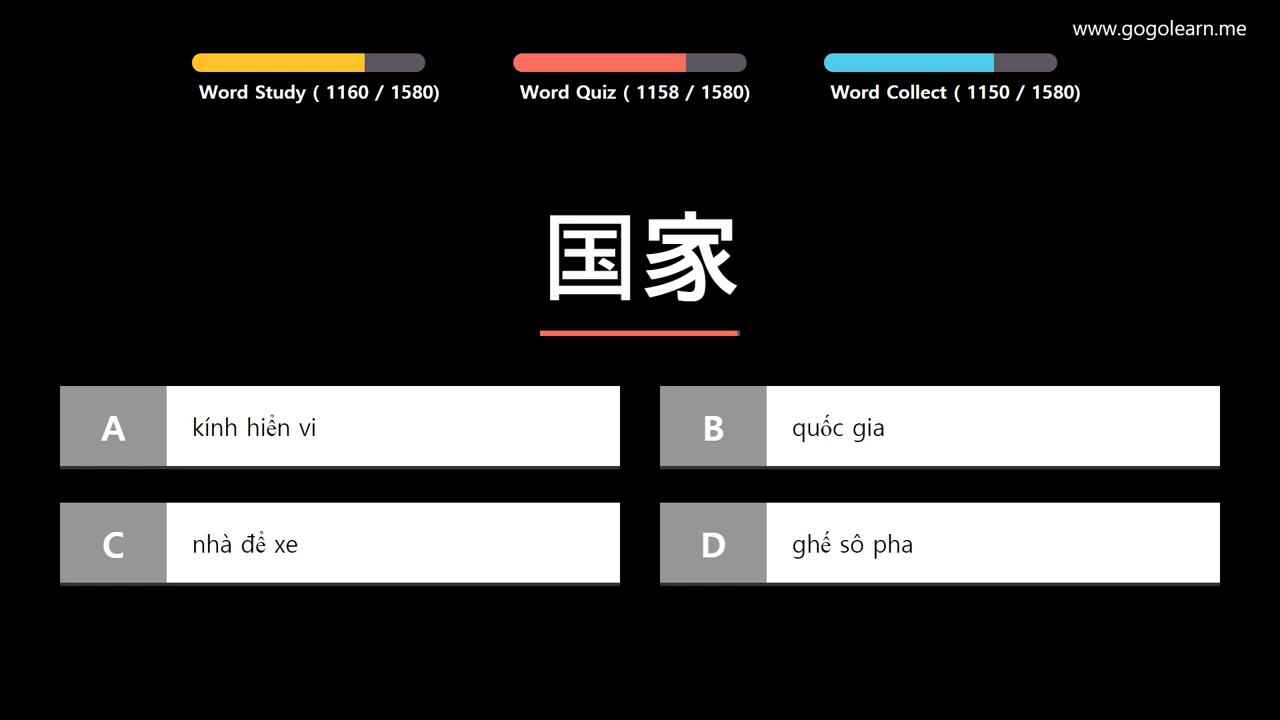 www.gogolearn.me
Word Study ( 1160 / 1580)
Word Quiz ( 1158 / 1580)
Word Collect ( 1150 / 1580)
国家
A kính hiển vi
B quốc gia
C nhà để xe
D ghế sô pha